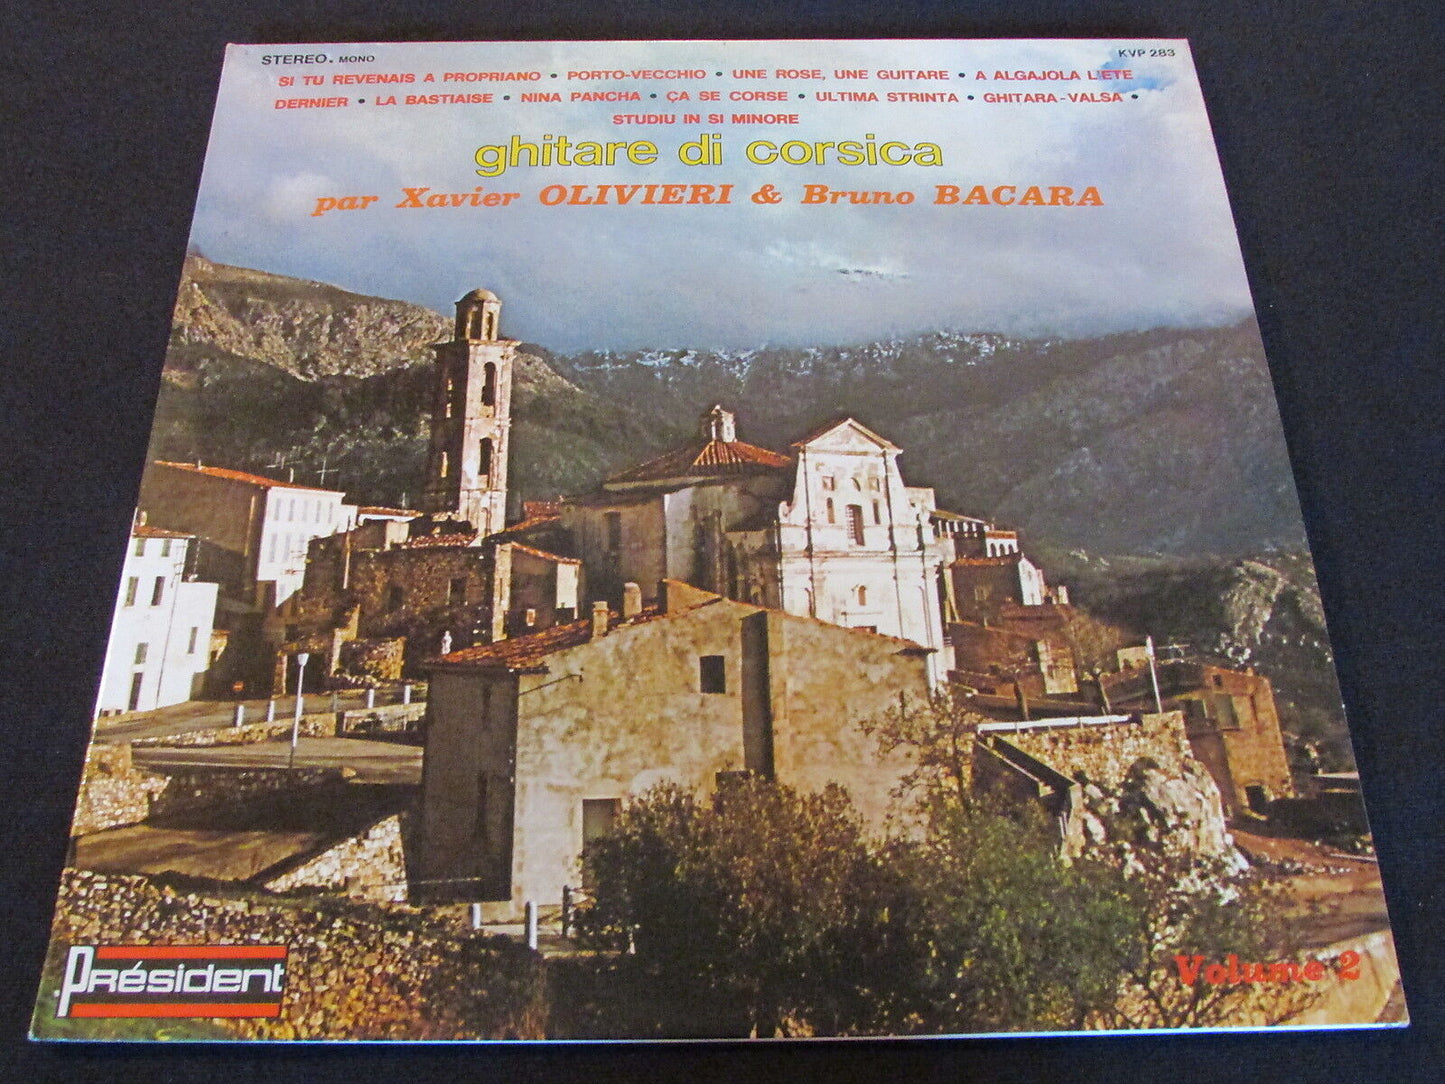 STEREO. MONO
KVP 283
SI TU REVENAIS A PROPRIANO • PORTO-VECCHIO • UNE ROSE, UNE GUITARE • A ALGAJOLA L'ETE
DERNIER • LA BASTIAISE • NINA PANCHA • ÇA SE CORSE • ULTIMA STRINTA • GHITARA-VALSA •
STUDIU IN SI MINORE
ghitare di corsica
par Xavier OLIVIERI & Bruno BACARA
Volume 2
Président